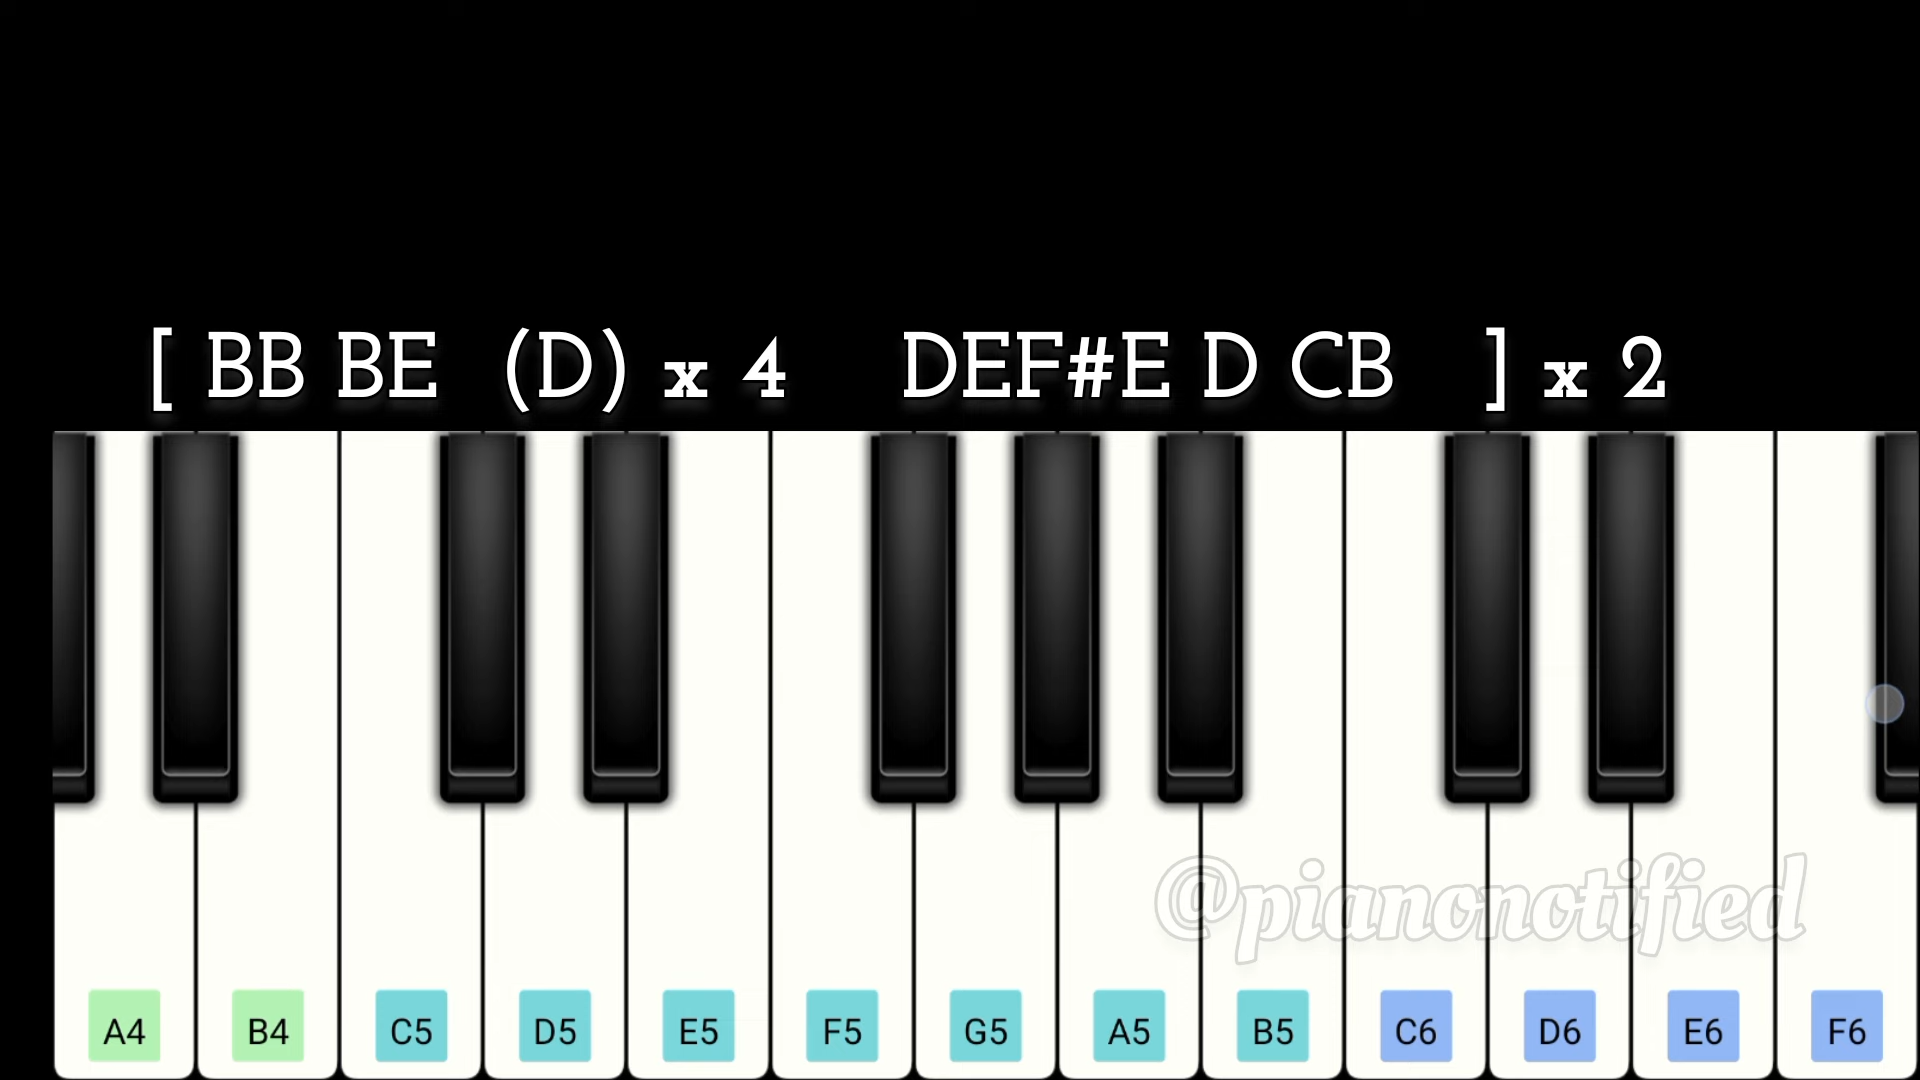 [ BB BE (D) x 4 DEF#E D CB ] x 2
@pianonotified
A4 B4 C5 D5 E5 F5 G5 A5 B5 C6 D6 E6 F6